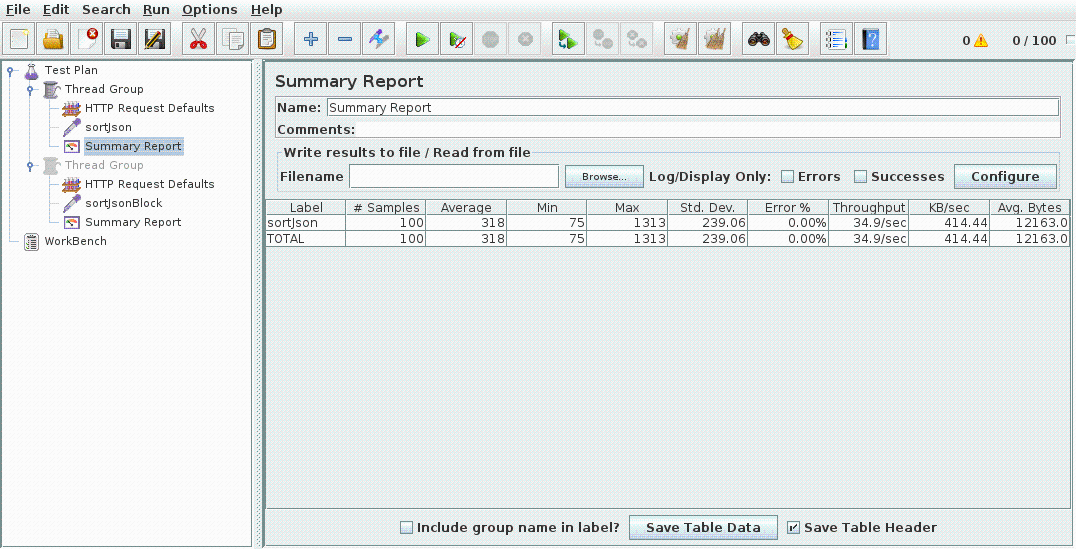 File Edit Search Run Options Help
0 0 / 100
Test Plan
Thread Group
HTTP Request Defaults
sortJson
Summary Report
Thread Group
HTTP Request Defaults
sortJsonBlock
Summary Report
WorkBench
Summary Report
Name: Summary Report
Comments:
Write results to file / Read from file
Filename Browse... Log/Display Only: Errors Successes Configure
Label # Samples Average Min Max Std. Dev. Error % Throughput KB/sec Avg. Bytes
sortJson 100 318 75 1313 239.06 0.00% 34.9/sec 414.44 12163.0
TOTAL 100 318 75 1313 239.06 0.00% 34.9/sec 414.44 12163.0
Include group name in label? Save Table Data Save Table Header